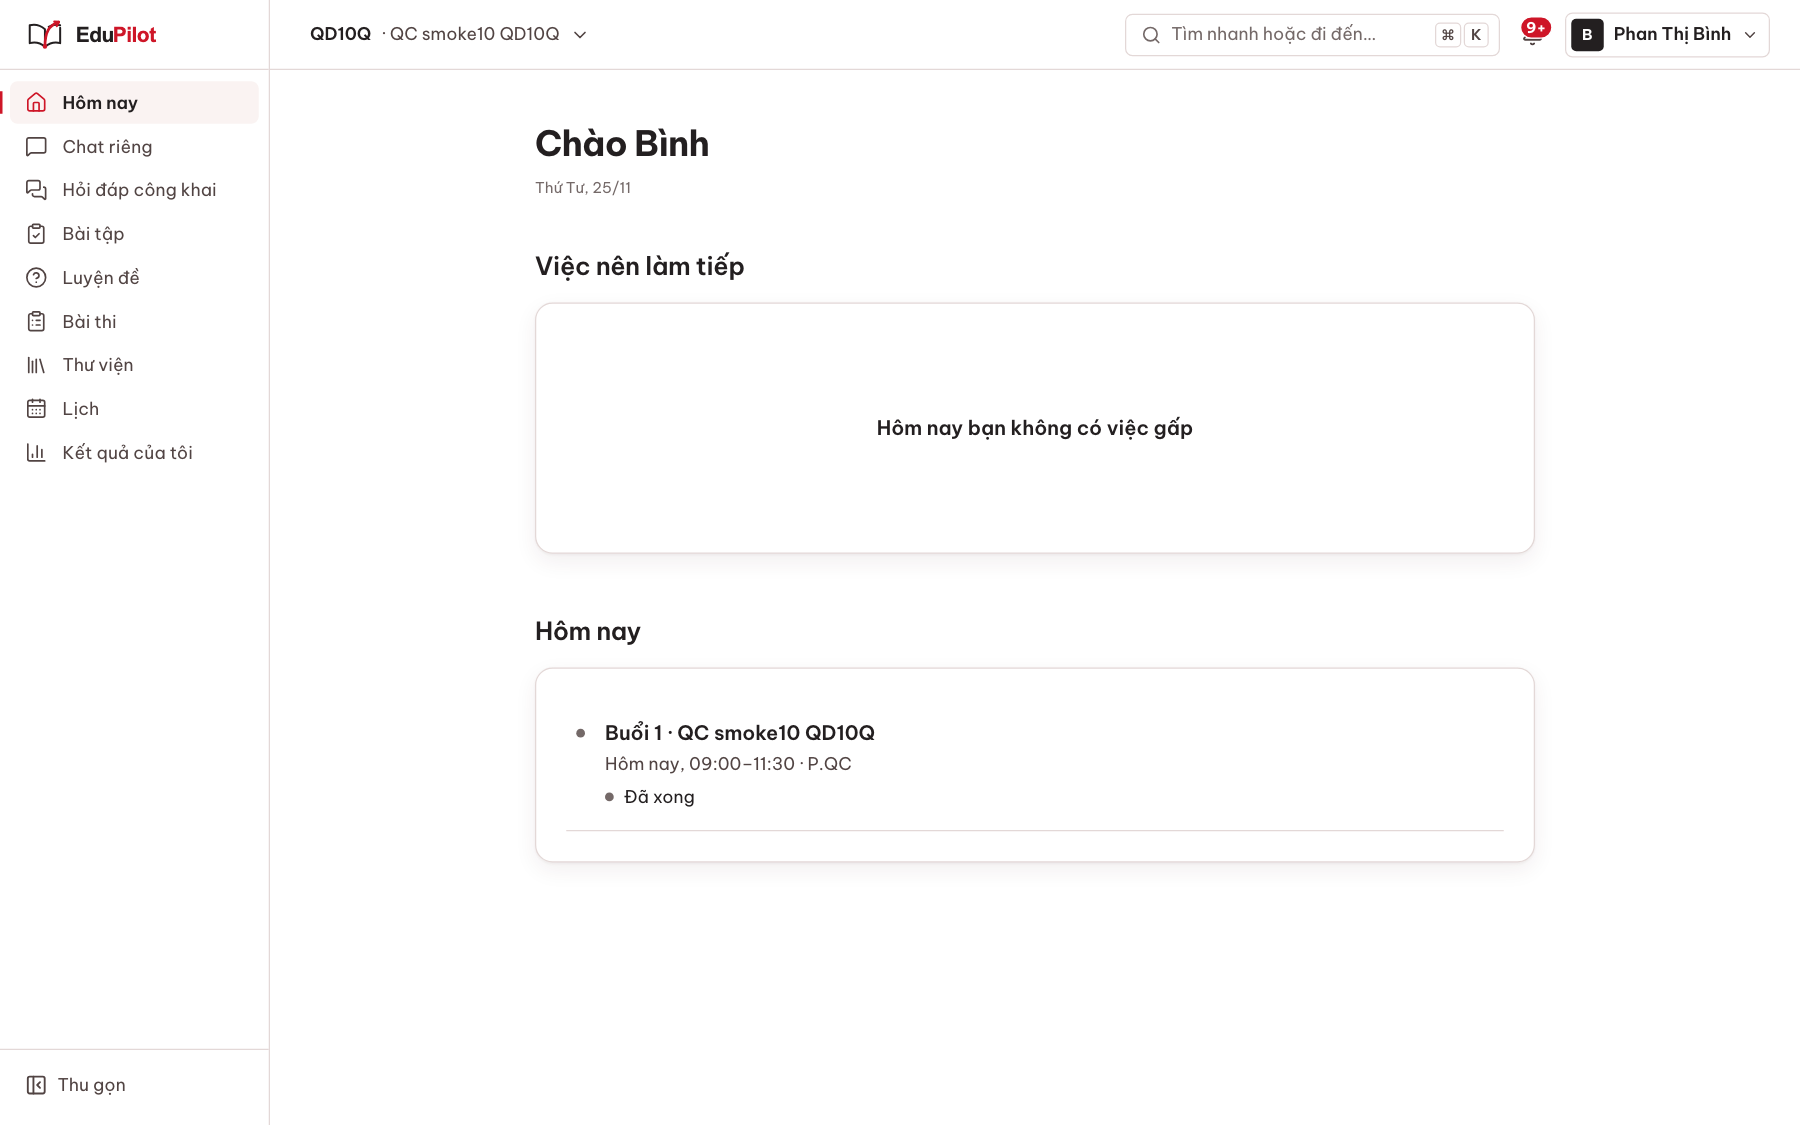 EduPilot
QD10Q · QC smoke10 QD10Q
Tìm nhanh hoặc đi đến...
⌘ K
9+
B
Phan Thị Bình
Hôm nay
Chat riêng
Hỏi đáp công khai
Bài tập
Luyện đề
Bài thi
Thư viện
Lịch
Kết quả của tôi
Thu gọn
Chào Bình
Thứ Tư, 25/11
Việc nên làm tiếp
Hôm nay bạn không có việc gấp
Hôm nay
Buổi 1 · QC smoke10 QD10Q
Hôm nay, 09:00–11:30 · P.QC
Đã xong